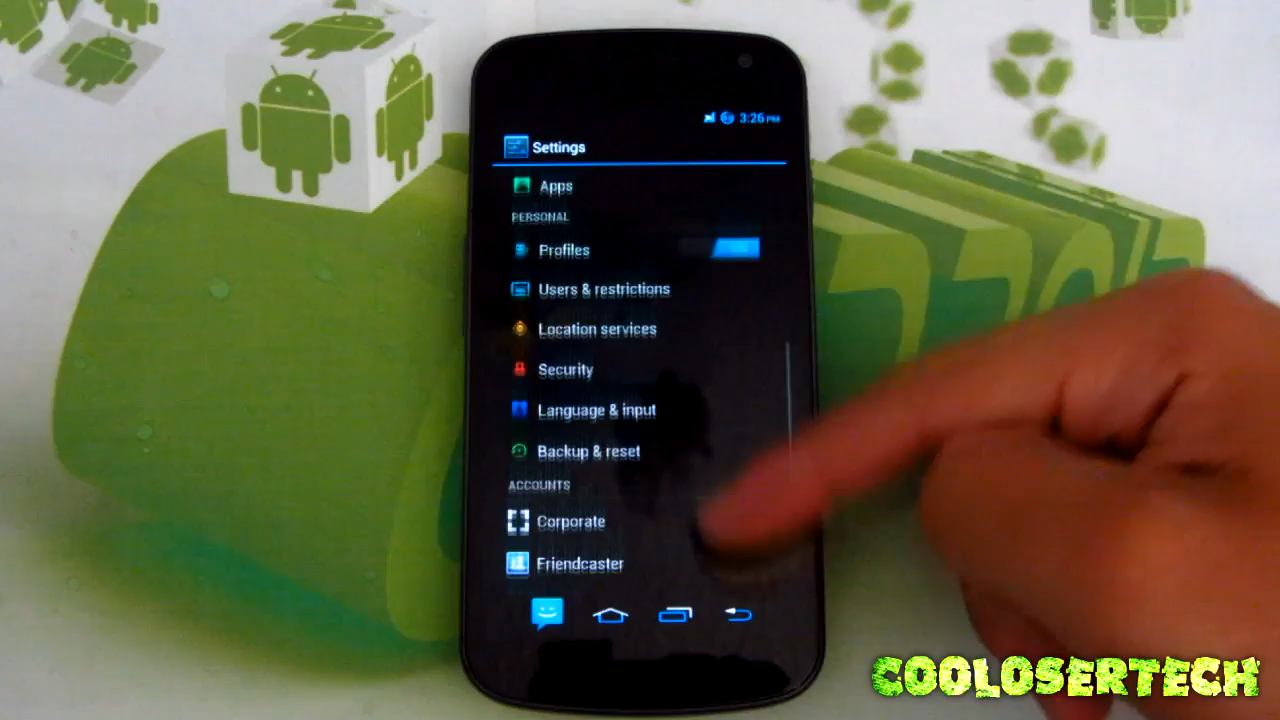 3:26 PM
Settings
Apps
PERSONAL
Profiles
Users & restrictions
Location services
Security
Language & input
Backup & reset
ACCOUNTS
Corporate
Friendcaster
COOLOSERTECH